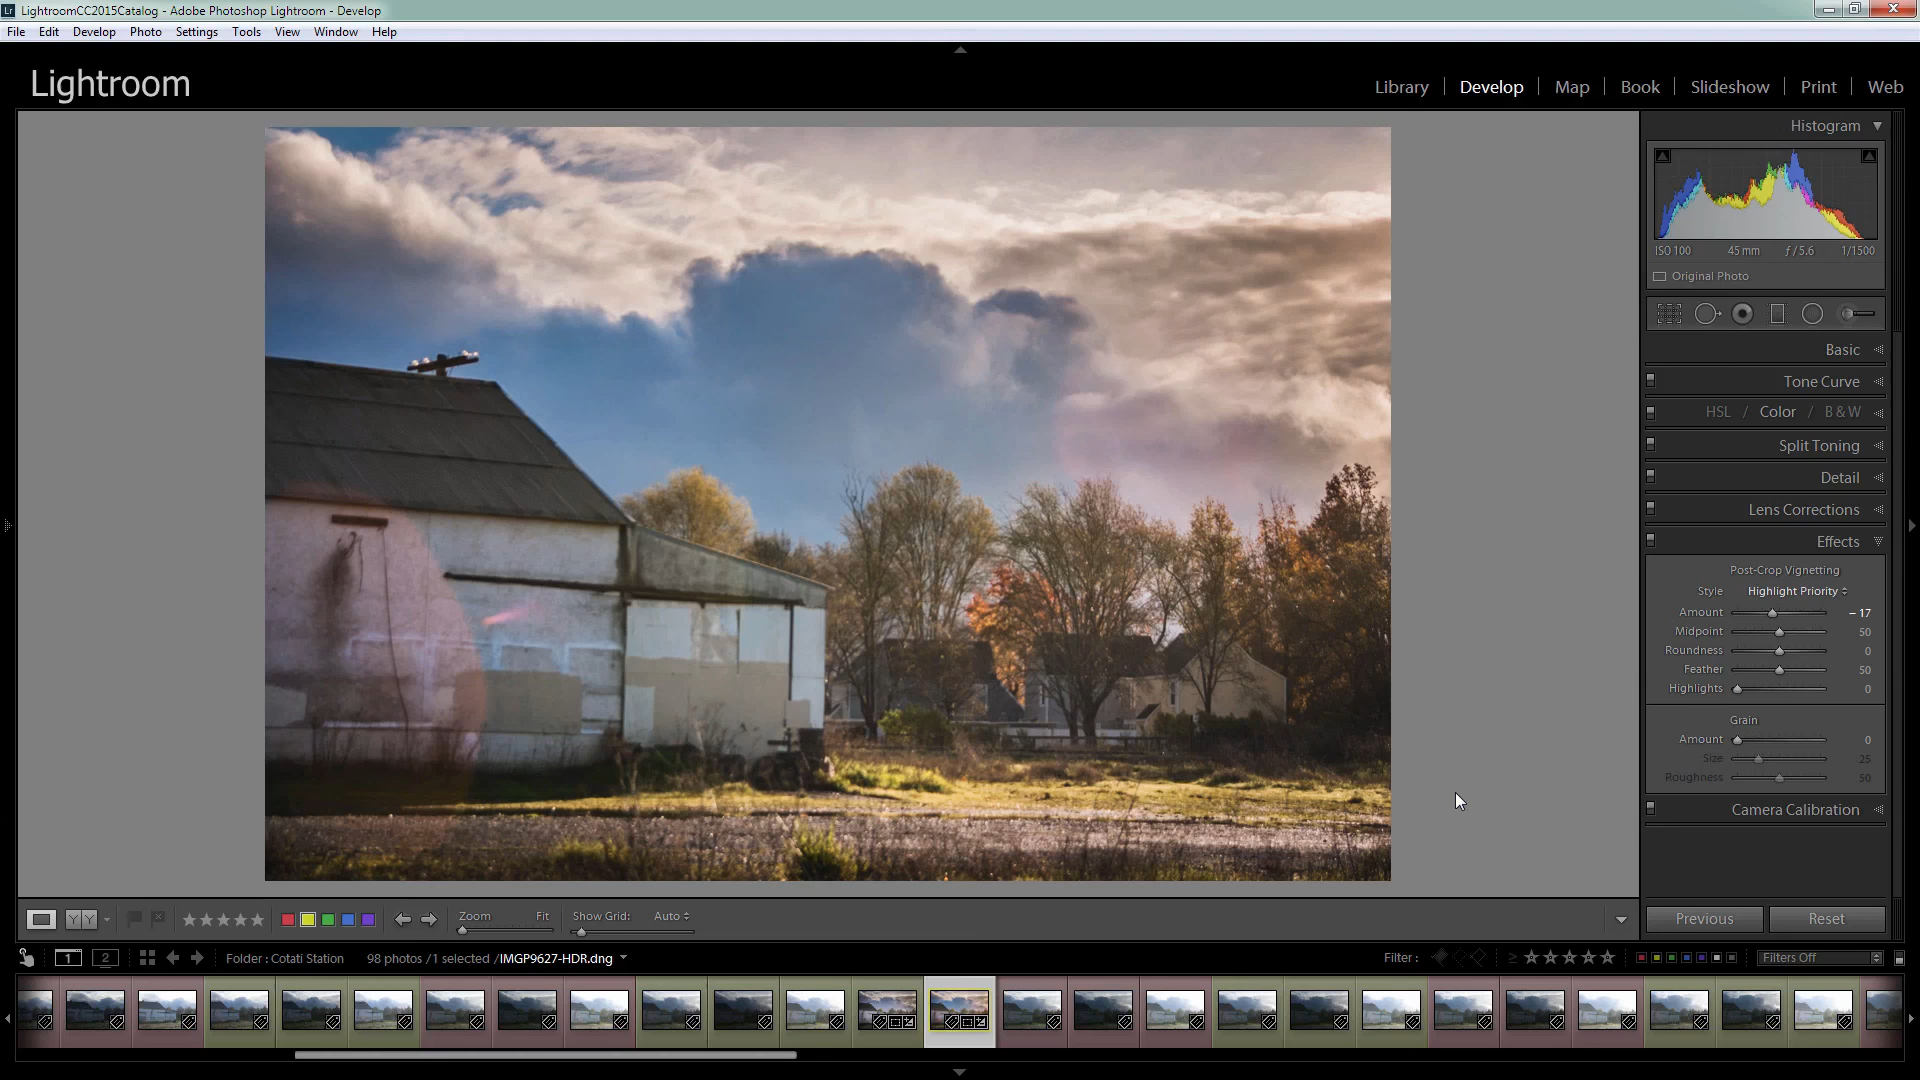 LightroomCC2015Catalog - Adobe Photoshop Lightroom - Develop
File Edit Develop Photo Settings Tools View Window Help
Lightroom
Library Develop Map Book Slideshow Print Web
Histogram
ISO 100 45 mm ƒ / 5.6 1/1500
Original Photo
Basic
Tone Curve
HSL / Color / B & W
Split Toning
Detail
Lens Corrections
Effects
Post-Crop Vignetting
Style Highlight Priority
Amount – 17
Midpoint 50
Roundness 0
Feather 50
Highlights 0
Grain
Amount 0
Size 25
Roughness 50
Camera Calibration
Y Y Zoom Fit Show Grid: Auto
Previous Reset
1 2 Folder : Cotati Station 98 photos /1 selected /IMGP9627-HDR.dng Filter : ≥ Filters Off